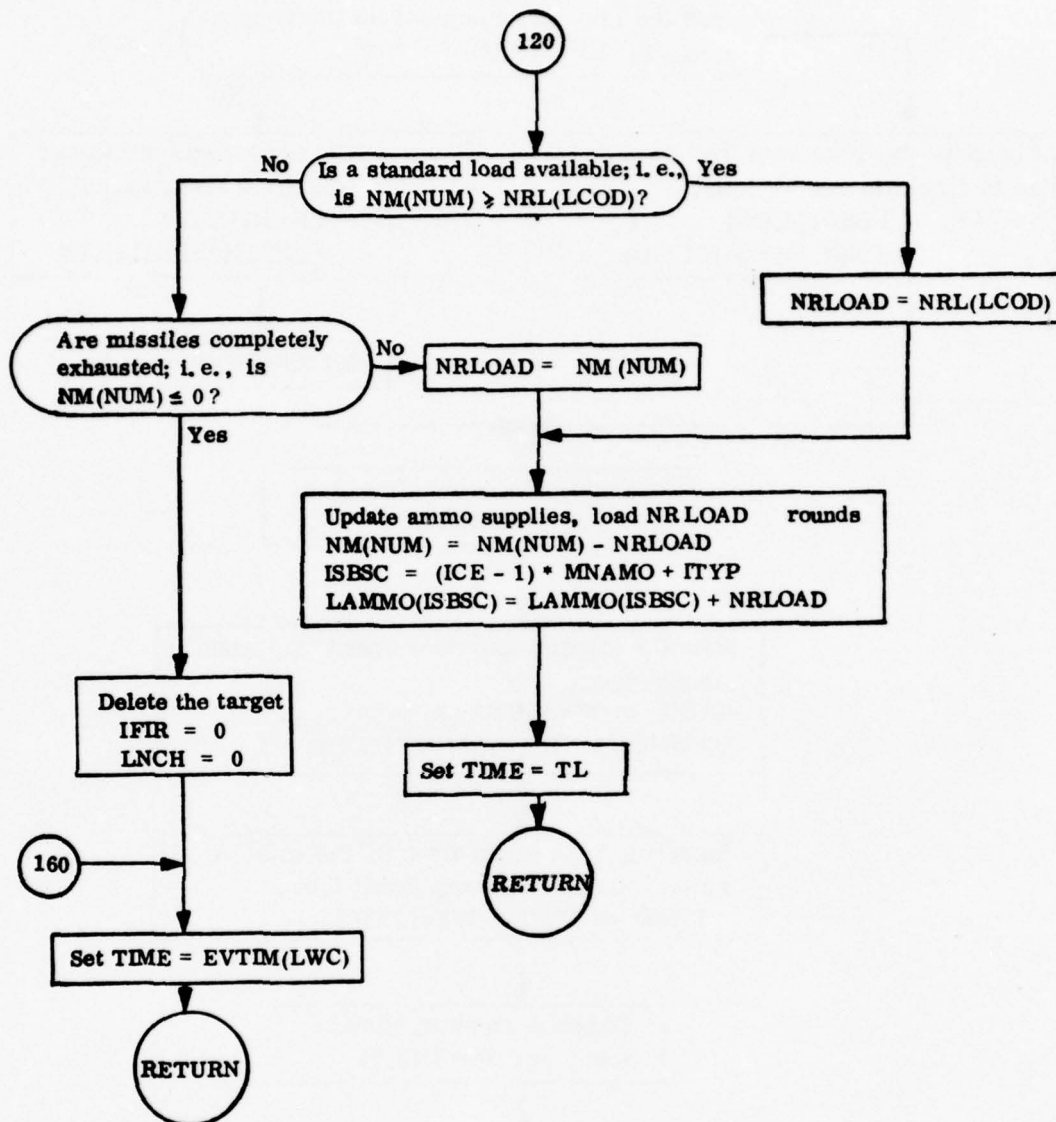 120
No
Is a standard load available; i. e.,
is NM(NUM) ⩾ NRL(LCOD)?
Yes
NRLOAD = NRL(LCOD)
Are missiles completely
exhausted; i. e., is
NM(NUM) ≤ 0?
No
NRLOAD = NM (NUM)
Yes
Update ammo supplies, load NRLOAD rounds
NM(NUM) = NM(NUM) - NRLOAD
ISBSC = (ICE - 1) * MNAMO + ITYP
LAMMO(ISBSC) = LAMMO(ISBSC) + NRLOAD
Delete the target
IFIR = 0
LNCH = 0
Set TIME = TL
RETURN
160
Set TIME = EVTIM(LWC)
RETURN